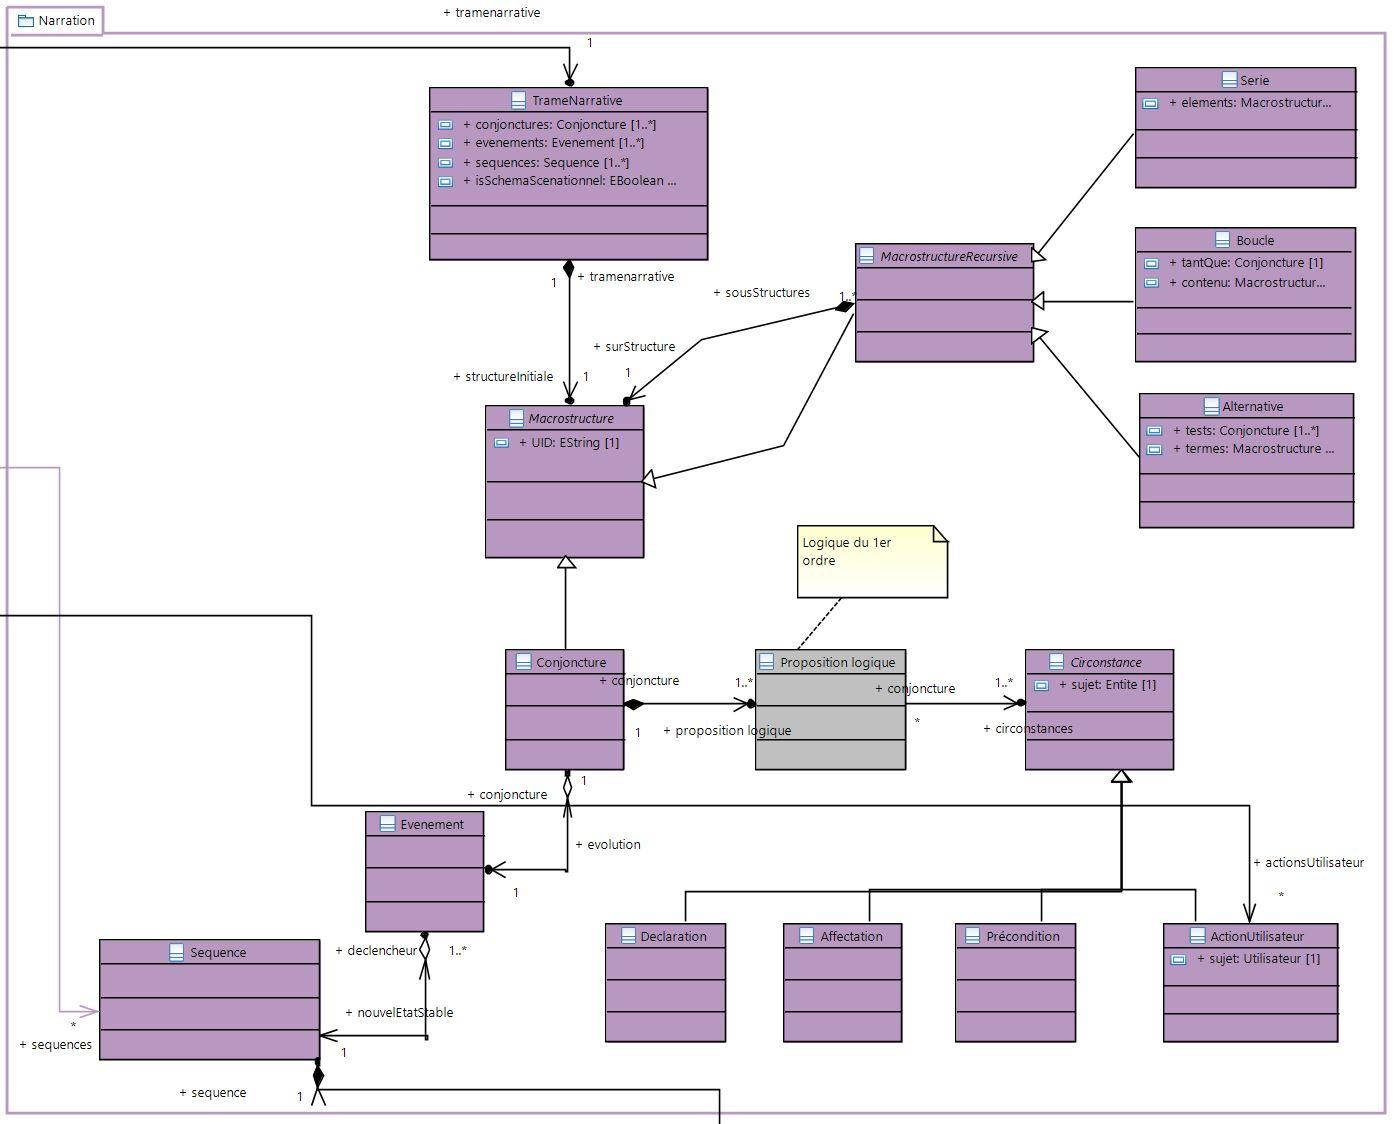 + tramenarrative
Narration
1
TrameNarrative
+ conjonctures: Conjoncture [1..*]
+ evenements: Evenement [1..*]
+ sequences: Sequence [1..*]
+ isSchemaScenationnel: EBoolean ...
Serie
+ elements: Macrostructur...
Boucle
+ tantQue: Conjoncture [1]
+ contenu: Macrostructur...
MacrostructureRecursive
1
+ tramenarrative
+ sousStructures
1..*
+ surStructure
1
+ structureInitiale
1
Macrostructure
+ UID: EString [1]
Alternative
+ tests: Conjoncture [1..*]
+ termes: Macrostructure ...
Logique du 1er
ordre
Conjoncture
+ conjoncture
1..*
1
+ proposition logique
Proposition logique
+ conjoncture
*
1..*
+ circonstances
Circonstance
+ sujet: Entite [1]
1
+ conjoncture
+ evolution
1
Evenement
+ actionsUtilisateur
*
+ declencheur
1..*
Sequence
+ nouvelEtatStable
1
*
+ sequences
+ sequence
1
Declaration
Affectation
Précondition
ActionUtilisateur
+ sujet: Utilisateur [1]